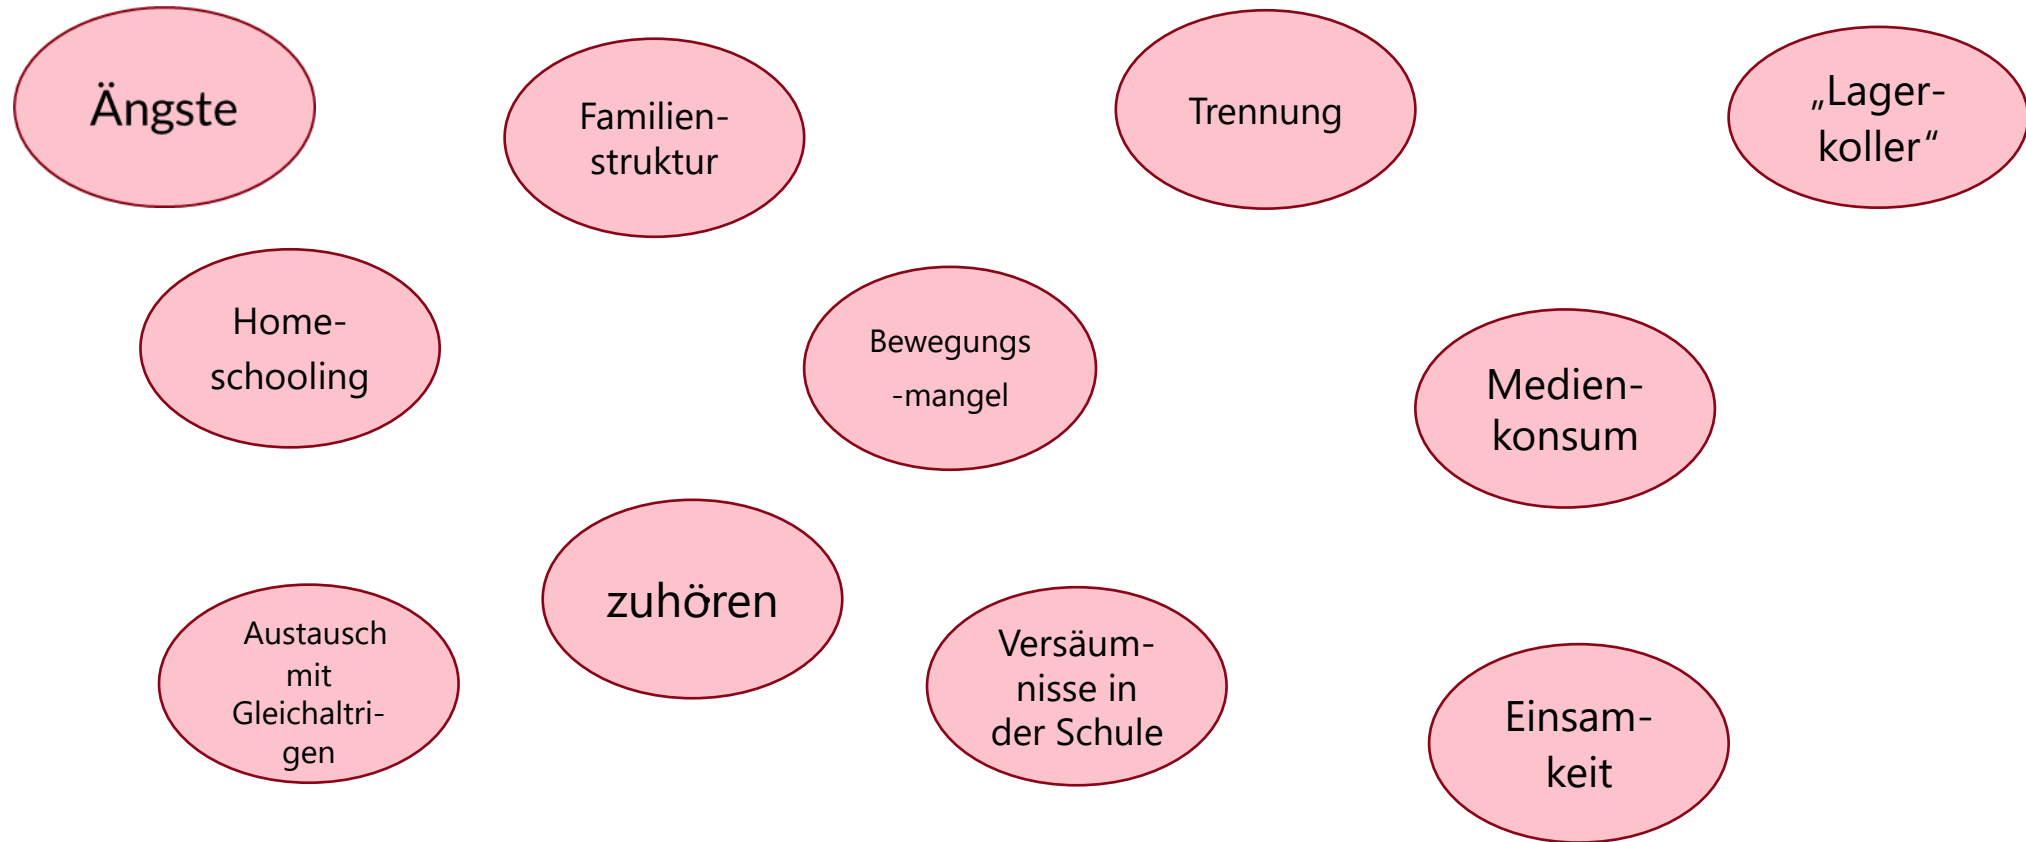 Ängste
Familien-
struktur
Trennung
„Lager-
koller“
Home-
schooling
Bewegungs
-mangel
Medien-
konsum
zuhören
Austausch
mit
Gleichaltri-
gen
Versäum-
nisse in
der Schule
Einsam-
keit